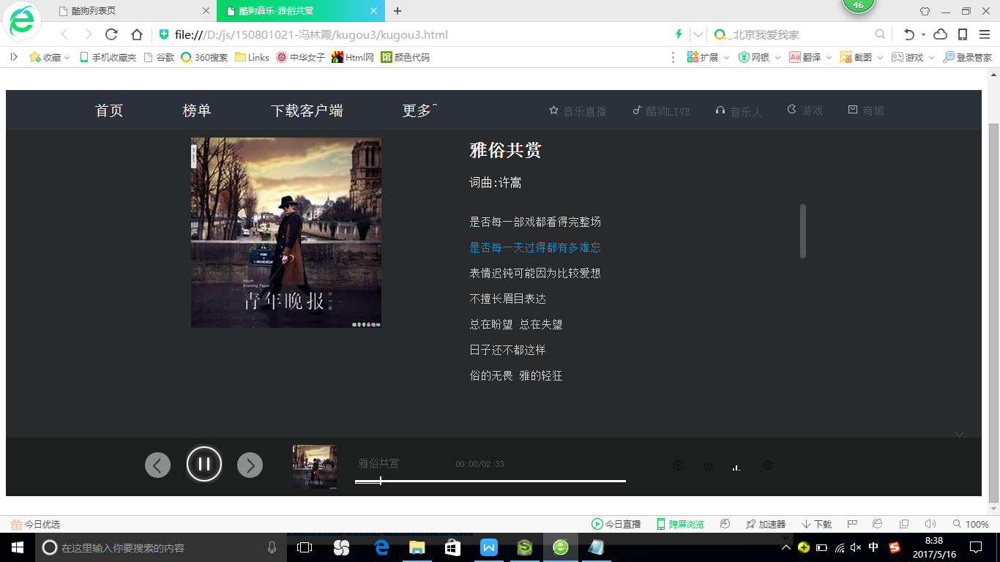 46
酷狗列表页
酷狗音乐-雅俗共赏
file:///D:/js/150801021-冯林霞/kugou3/kugou3.html
北京我爱我家
收藏 手机收藏夹 谷歌 360搜索 Links 中华女子 Html网 颜色代码
扩展 网银 翻译 截图 游戏 登录管家
首页 榜单 下载客户端 更多^
音乐直播 酷狗LIVE 音乐人 游戏 商城
PONT DE L'ARCHEVÊCHÉ
Youth
Evening Paper
青年晚报
雅俗共赏
词曲:许嵩
是否每一部戏都看得完整场
是否每一天过得都有多难忘
表情迟钝可能因为比较爱想
不擅长眉目表达
总在盼望 总在失望
日子还不都这样
俗的无畏 雅的轻狂
青年晚报
雅俗共赏 00:00/02:33
今日优选
今日直播 跨屏浏览 加速器 下载 100%
在这里输入你要搜索的内容
中
8:38
2017/5/16